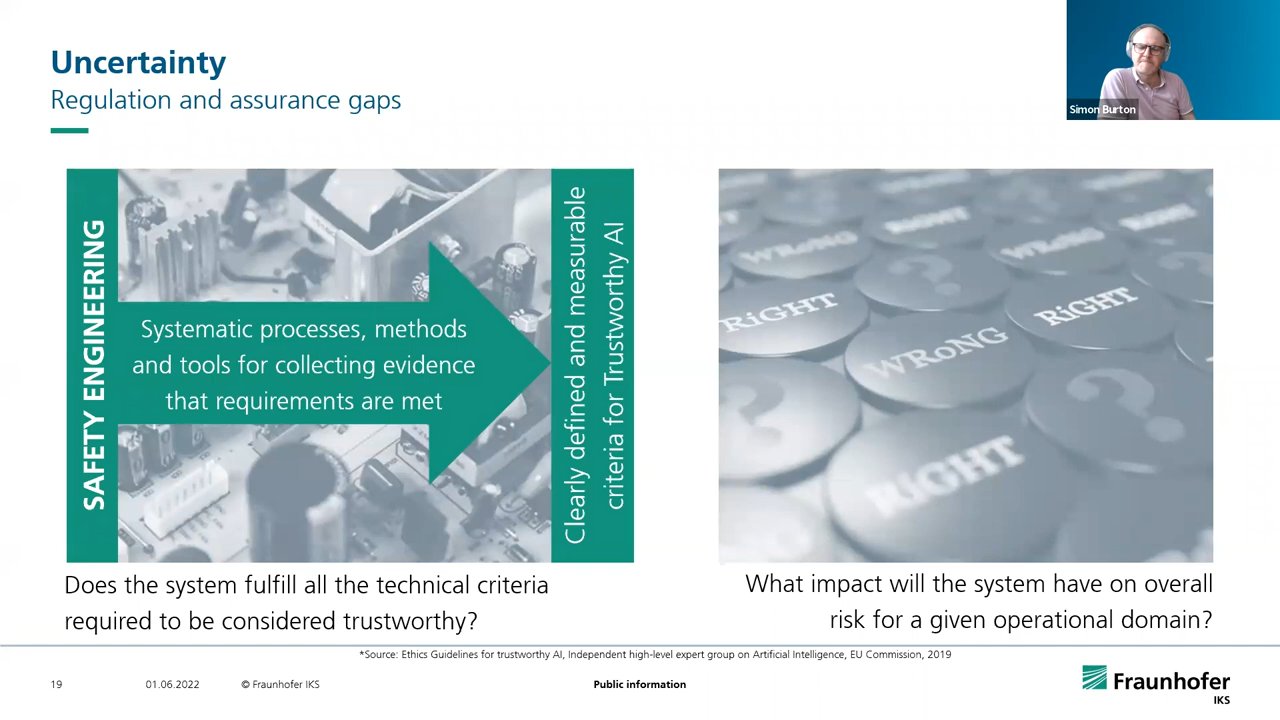 Uncertainty
Regulation and assurance gaps
Simon Burton
SAFETY ENGINEERING
Systematic processes, methods
and tools for collecting evidence
that requirements are met
Clearly defined and measurable
criteria for Trustworthy AI
WRoNG
RiGHT
WRoNG
RiGHT
?
RiGHT
RiGHT
WRoNG
?
?
RiGHT
Does the system fulfill all the technical criteria
required to be considered trustworthy?
What impact will the system have on overall
risk for a given operational domain?
*Source: Ethics Guidelines for trustworthy AI, Independent high-level expert group on Artificial Intelligence, EU Commission, 2019
19
01.06.2022
© Fraunhofer IKS
Public information
Fraunhofer
IKS